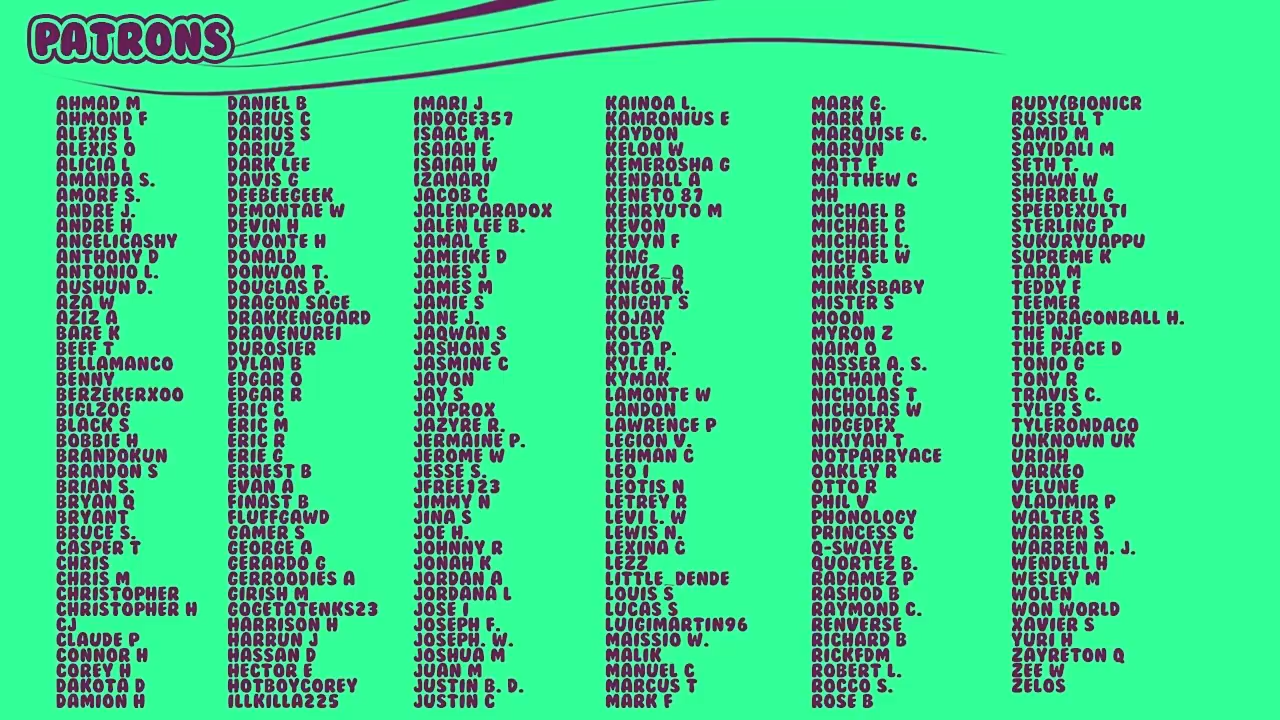 PATRONS
AHMAD M
AHMOND F
ALEXIS L
ALEXIS O
ALICIA L
AMANDA S.
AMORE S.
ANDRE J.
ANDRE H
ANGELICASHY
ANTHONY D
ANTONIO L.
AUSHUN D.
AZA W
AZIZ A
BARE K
BEEF T
BELLAMANCO
BENNY
BERZEKERXOO
BIGLZOG
BLACK S
BOBBIE H
BRANDOKUN
BRANDON S
BRIAN S.
BRYAN Q
BRYANT
BRUCE S.
CASPER T
CHRIS
CHRIS M
CHRISTOPHER
CHRISTOPHER H
CJ
CLAUDE P
CONNOR H
COREY H
DAKOTA D
DAMION H
DANIEL B
DARIUS C
DARIUS S
DARIUZ
DARK LEE
DAVIS G
DEEBEEGEEK
DEMONTAE W
DEVIN H
DEVONTE H
DONALD
DONWON T.
DOUGLAS P.
DRAGON SAGE
DRAKKENGOARD
DRAVENUREI
DUROSIER
DYLAN B
EDGAR O
EDGAR R
ERIC C
ERIC M
ERIC R
ERIE G
ERNEST B
EVAN A
FINAST B
FLUFFGAWD
GAMER S
GEORGE A
GERARDO G
GERROODIES A
GIRISH M
GOGETATENKS23
HARRISON H
HARRUN J
HASSAN D
HECTOR E
HOTBOYCOREY
ILLKILLA225
IMARI J
INDOGE357
ISAAC M.
ISAIAH E
ISAIAH W
IZANARI
JACOB C
JALENPARADOX
JALEN LEE B.
JAMAL E
JAMEIKE D
JAMES J
JAMES M
JAMIE S
JANE J.
JAQWAN S
JASHON S
JASMINE C
JAVON
JAY S
JAYPROX
JAZYRE R.
JERMAINE P.
JEROME W
JESSE S.
JFREE123
JIMMY N
JINA S
JOE H.
JOHNNY R
JONAH K
JORDAN A
JORDANA L
JOSE I
JOSEPH F.
JOSEPH. W.
JOSHUA M
JUAN M
JUSTIN B. D.
JUSTIN C
KAINOA L.
KAMRONIUS E
KAYDON
KELON W
KEMEROSHA G
KENDALL A
KENETO 87
KENRYUTO M
KEVON
KEVYN F
KING
KIWIZ_Q
KNEON K.
KNIGHT S
KOJAK
KOLBY
KOTA P.
KYLE H.
KYMAK
LAMONTE W
LANDON
LAWRENCE P
LEGION V.
LEHMAN C
LEO I
LEOTIS N
LETREY R
LEVI L. W
LEWIS N.
LEXINA C
LEZZ
LITTLE_DENDE
LOUIS S
LUCAS S
LUIGIMARTIN96
MAISSIO W.
MALIK
MANUEL C
MARCUS T
MARK F
MARK G.
MARK H
MARQUISE G.
MARVIN
MATT F
MATTHEW C
MH
MICHAEL B
MICHAEL C
MICHAEL L.
MICHAEL W
MIKE S
MINKISBABY
MISTER S
MOON
MYRON Z
NAIM O
NASSER A. S.
NATHAN C
NICHOLAS T
NICHOLAS W
NIDGEDFX
NIKIYAH T
NOTPARRYACE
OAKLEY R
OTTO R
PHIL V
PHONOLOGY
PRINCESS C
Q-SWAYE
QUORTEZ B.
RADAMEZ P
RASHOD B
RAYMOND C.
RENVERSE
RICHARD B
RICKFDM
ROBERT L.
ROCCO S.
ROSE B
RUDY(BIONICR
RUSSELL T
SAMID M
SAYIDALI M
SETH T.
SHAWN W
SHERRELL G
SPEEDEXULTI
STERLING P
SUKURYUAPPU
SUPREME K
TARA M
TEDDY F
TEEMER
THEDRAGONBALL H.
THE NJF
THE PEACE D
TONIO G
TONY R
TRAVIS C.
TYLER S
TYLERONDACO
UNKNOWN UK
URIAH
VARKEO
VELUNE
VLADIMIR P
WALTER S
WARREN S
WARREN M. J.
WENDELL H
WESLEY M
WOLEN
WON WORLD
XAVIER S
YURI H
ZAYRETON Q
ZEE W
ZELOS